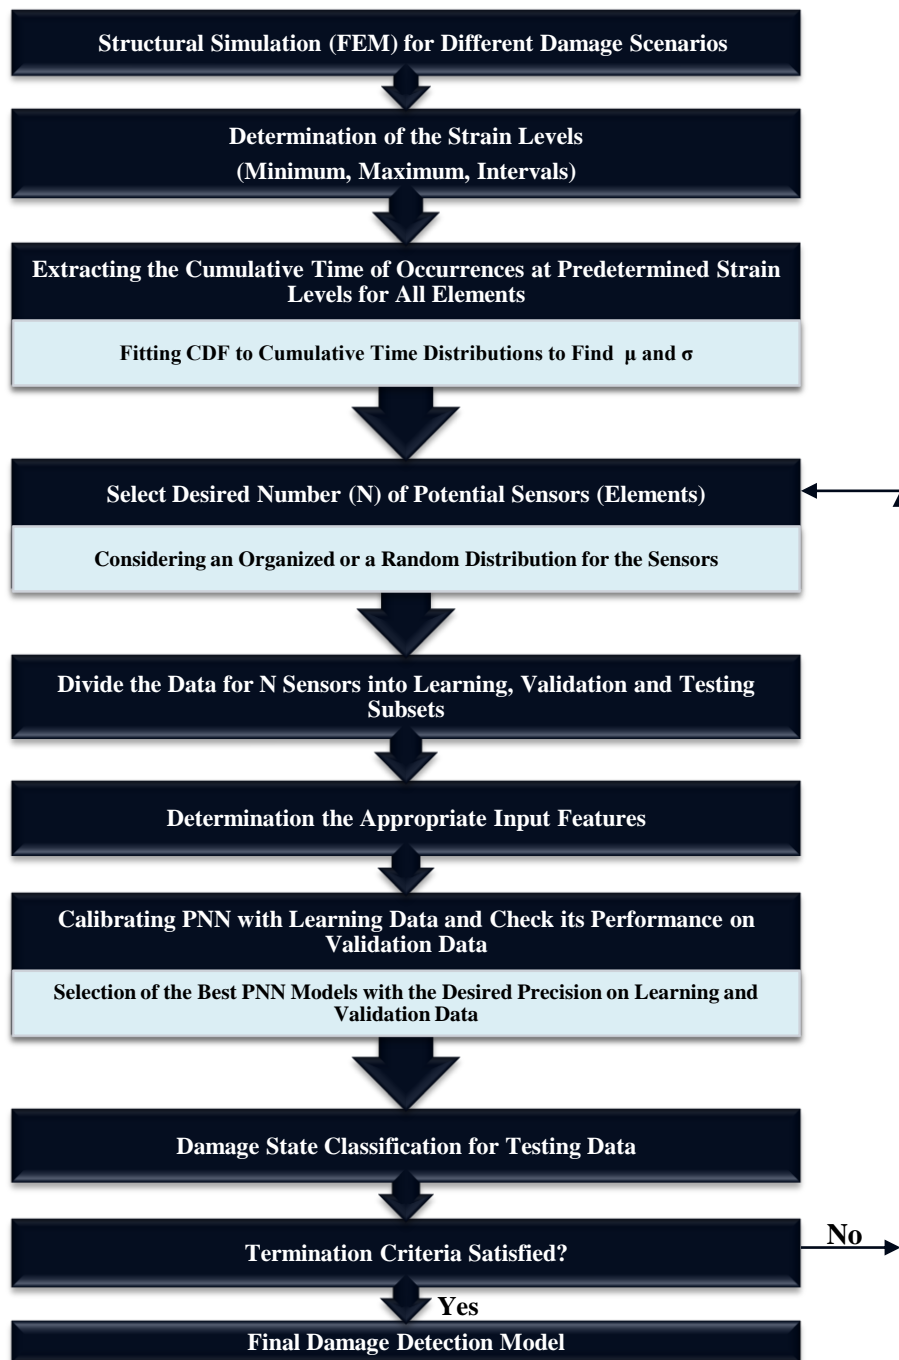 Structural Simulation (FEM) for Different Damage Scenarios
Determination of the Strain Levels
(Minimum, Maximum, Intervals)
Extracting the Cumulative Time of Occurrences at Predetermined Strain
Levels for All Elements
Fitting CDF to Cumulative Time Distributions to Find μ and σ
Select Desired Number (N) of Potential Sensors (Elements)
Considering an Organized or a Random Distribution for the Sensors
Divide the Data for N Sensors into Learning, Validation and Testing
Subsets
Determination the Appropriate Input Features
Calibrating PNN with Learning Data and Check its Performance on
Validation Data
Selection of the Best PNN Models with the Desired Precision on Learning and
Validation Data
Damage State Classification for Testing Data
Termination Criteria Satisfied?
No
Yes
Final Damage Detection Model